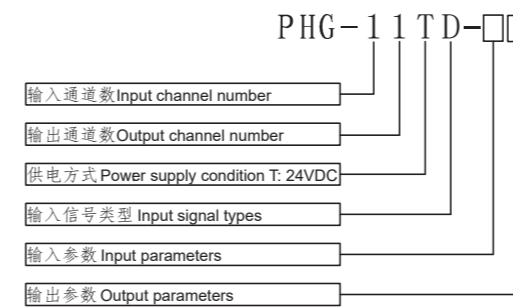 PHG-11TD-□□
输入通道数Input channel number
输出通道数Output channel number
供电方式Power supply condition T: 24VDC
输入信号类型 Input signal types
输入参数 Input parameters
输出参数 Output parameters